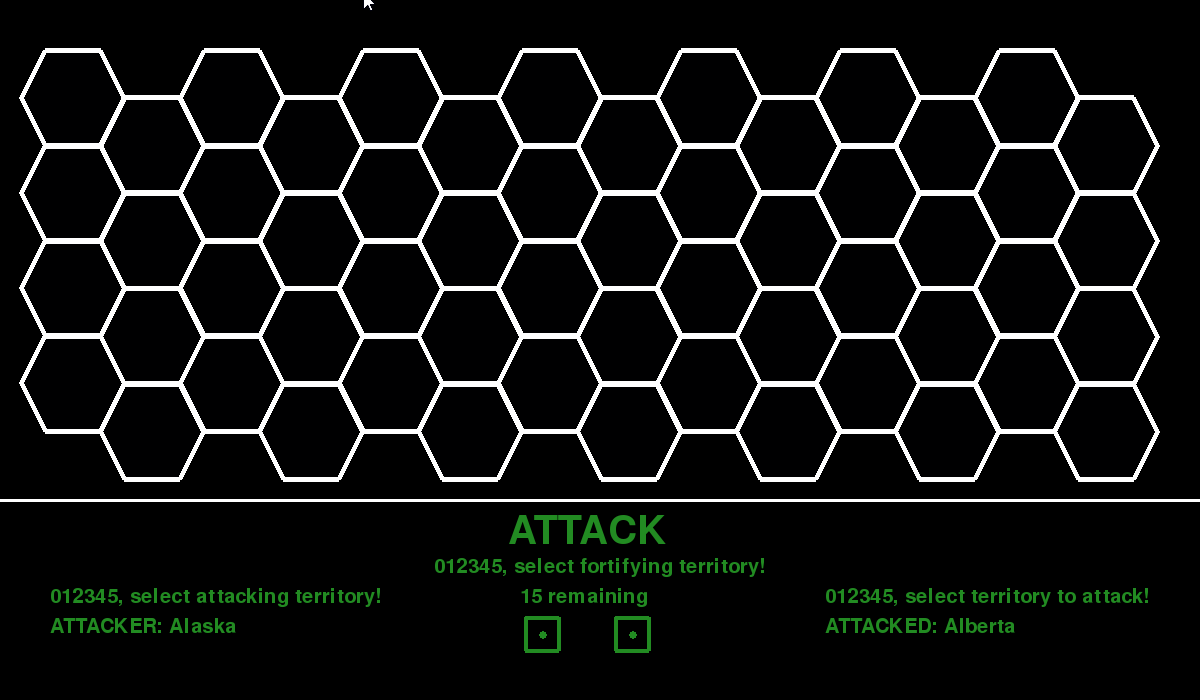 ATTACK
012345, select fortifying territory!
012345, select attacking territory!
15 remaining
012345, select territory to attack!
ATTACKER: Alaska
ATTACKED: Alberta